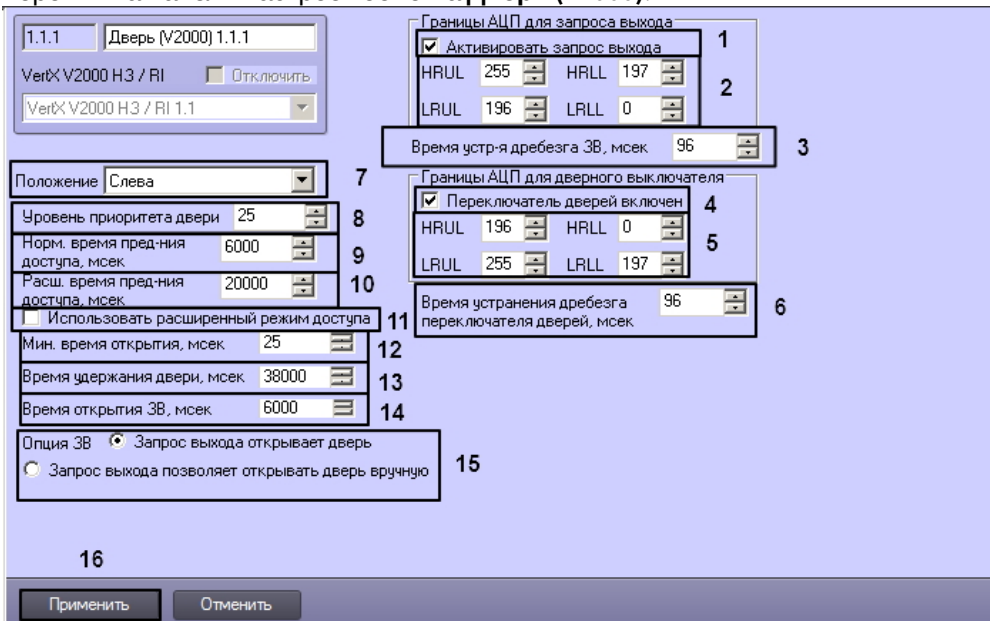 1.1.1 Дверь (V2000) 1.1.1
VertX V2000 НЗ / RI Отключить
VertX V2000 НЗ / RI 1.1
Границы АЦП для запроса выхода
Активировать запрос выхода 1
HRUL 255 HRLL 197 2
LRUL 196 LRLL 0
Время устр-я дребезга ЗВ, мсек 96 3
Положение Слева 7
Границы АЦП для дверного выключателя
Переключатель дверей включен 4
HRUL 196 HRLL 0 5
LRUL 255 LRLL 197
Время устранения дребезга 96 6
переключателя дверей, мсек
Уровень приоритета двери 25 8
Норм. время пред-ния 6000 9
доступа, мсек
Расш. время пред-ния 20000 10
доступа, мсек
Использовать расширенный режим доступа 11
Мин. время открытия, мсек 25 12
Время удержания двери, мсек 38000 13
Время открытия ЗВ, мсек 6000 14
Опция ЗВ Запрос выхода открывает дверь
Запрос выхода позволяет открывать дверь вручную 15
16
Применить Отменить